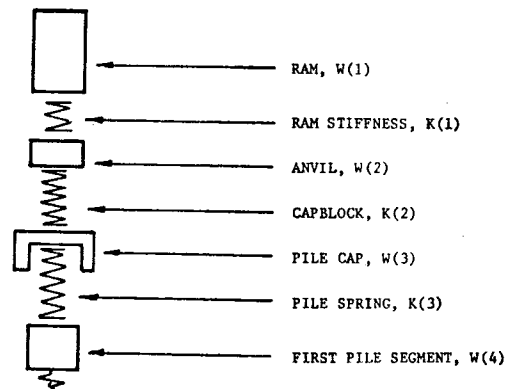 RAM, W(1)
RAM STIFFNESS, K(1)
ANVIL, W(2)
CAPBLOCK, K(2)
PILE CAP, W(3)
PILE SPRING, K(3)
FIRST PILE SEGMENT, W(4)